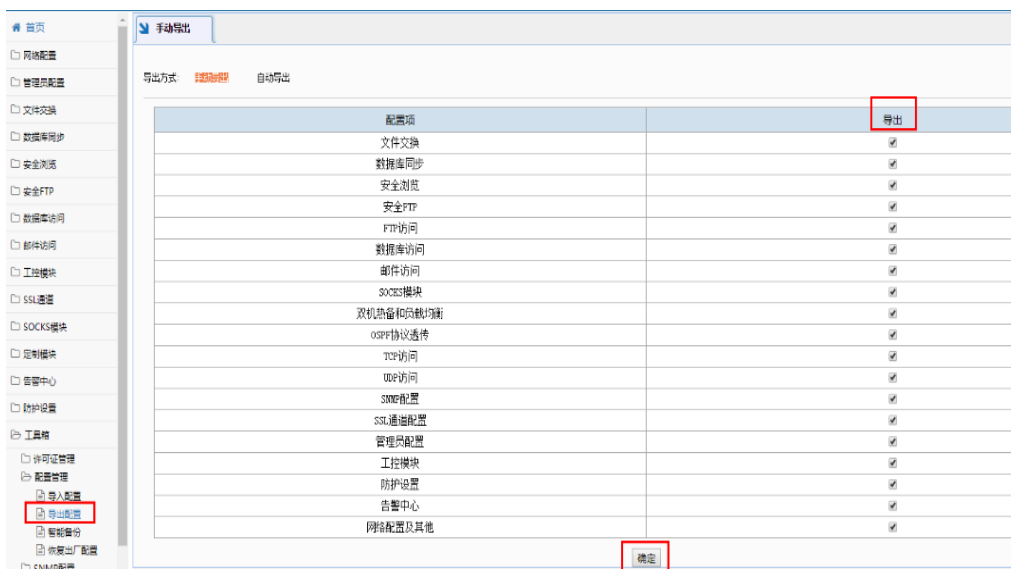 首页
网络配置
管理员配置
文件交换
数据库同步
安全浏览
安全FTP
数据库访问
邮件访问
工控模块
SSL通道
SOCKS模块
定制模块
告警中心
防护设置
工具箱
许可证管理
配置管理
导入配置
导出配置
智能备份
恢复出厂配置
SNMP配置
手动导出
导出方式: 自动导出
配置项 导出
文件交换
数据库同步
安全浏览
安全FTP
FTP访问
数据库访问
邮件访问
SOCKS模块
双机热备和负载均衡
OSPF协议透传
TCP访问
UDP访问
SNMP配置
SSL通道配置
管理员配置
工控模块
防护设置
告警中心
网络配置及其他
确定